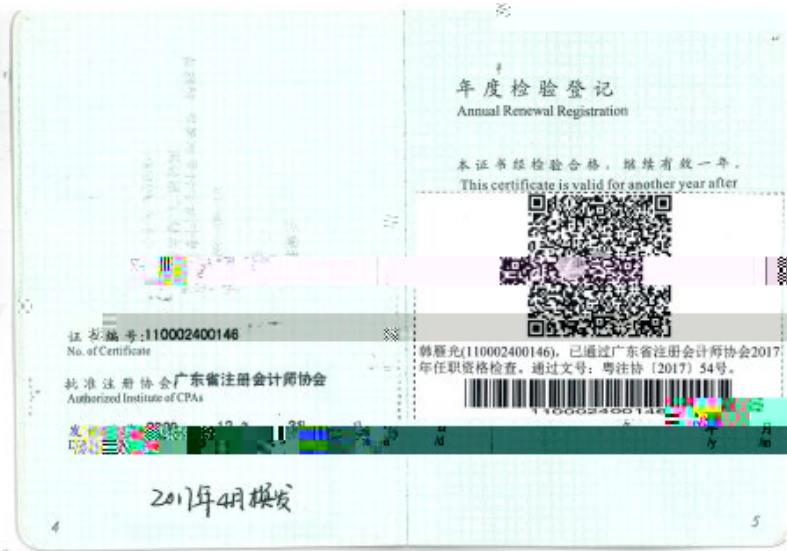 证书编号:110002400146
No. of Certificate
批准注册协会广东省注册会计师协会
Authorized Institute of CPAs
发
2017年4月换发
4
年度检验登记
Annual Renewal Registration
本证书经检验合格，继续有效一年。
This certificate is valid for another year after
韩雁光(110002400146)，已通过广东省注册会计师协会2017
年任职资格检查。通过文号：粤注协〔2017〕54号。
110002400146
年 月
/y /m
/d
5